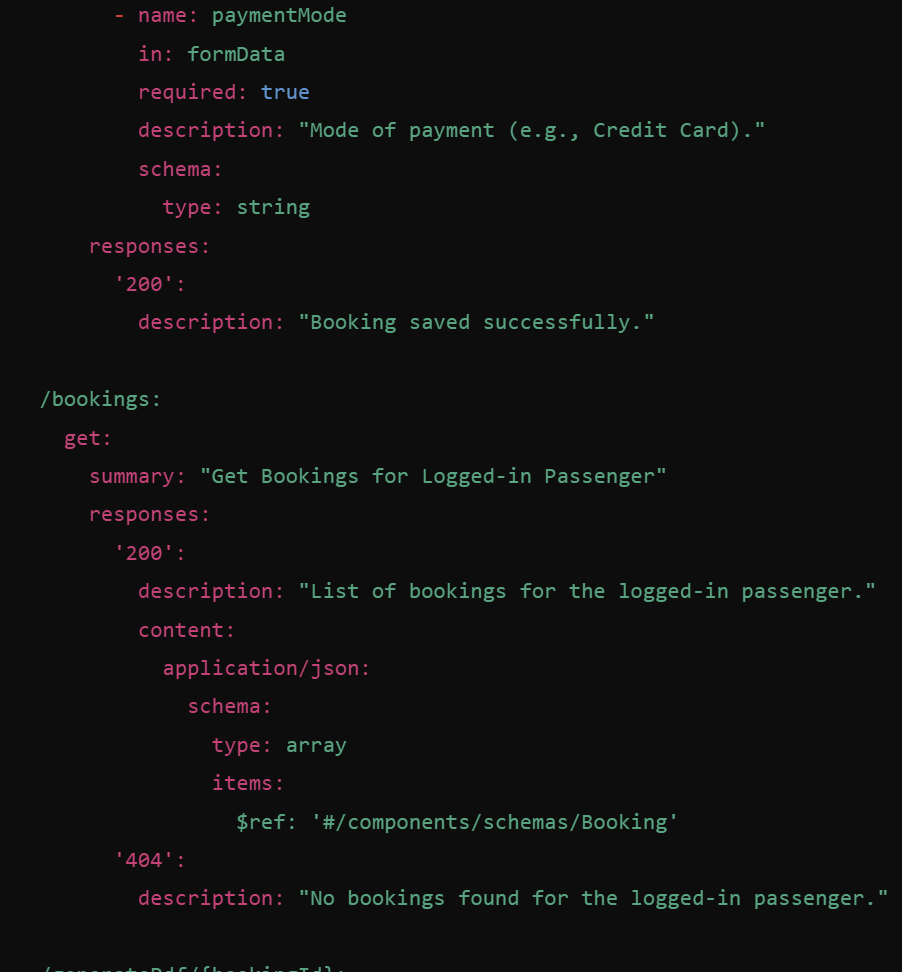 - name: paymentMode
        in: formData
        required: true
        description: "Mode of payment (e.g., Credit Card)."
        schema:
          type: string
    responses:
      '200':
        description: "Booking saved successfully."
/bookings:
  get:
    summary: "Get Bookings for Logged-in Passenger"
    responses:
      '200':
        description: "List of bookings for the logged-in passenger."
        content:
          application/json:
            schema:
              type: array
              items:
                $ref: '#/components/schemas/Booking'
      '404':
        description: "No bookings found for the logged-in passenger."
/generatePdf/{bookingId}: